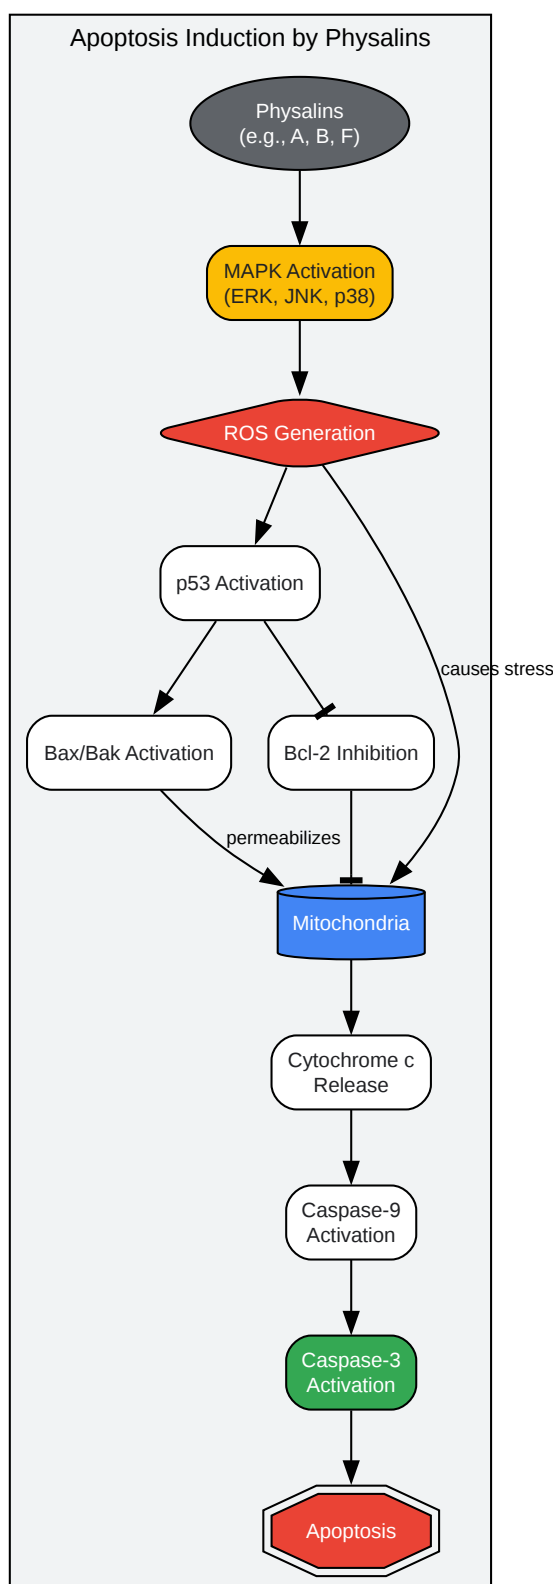 Apoptosis Induction by Physalins
Physalins
(e.g., A, B, F)
MAPK Activation
(ERK, JNK, p38)
ROS Generation
p53 Activation
causes stress
Bax/Bak Activation
Bcl-2 Inhibition
permeabilizes
Mitochondria
Cytochrome c
Release
Caspase-9
Activation
Caspase-3
Activation
Apoptosis